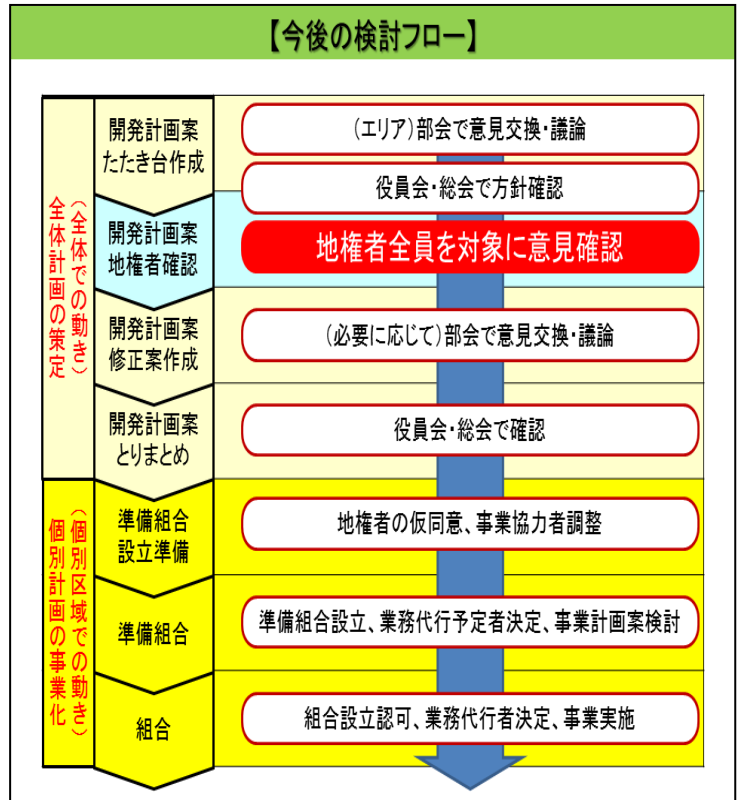 【今後の検討フロー】
(全体での動き)
全体計画の策定
開発計画案
たたき台作成
(エリア)部会で意見交換・議論
役員会・総会で方針確認
開発計画案
地権者確認
地権者全員を対象に意見確認
開発計画案
修正案作成
(必要に応じて)部会で意見交換・議論
開発計画案
とりまとめ
役員会・総会で確認
(個別区域での動き)
個別計画の事業化
準備組合
設立準備
地権者の仮同意、事業協力者調整
準備組合
準備組合設立、業務代行予定者決定、事業計画案検討
組合
組合設立認可、業務代行者決定、事業実施